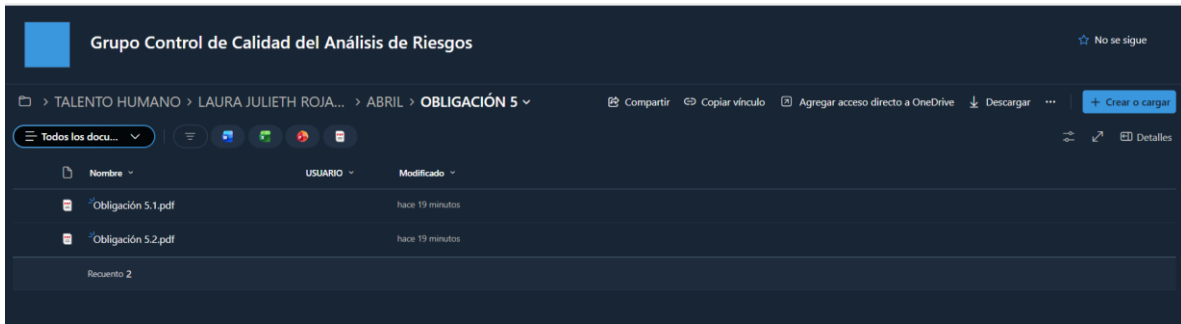 Grupo Control de Calidad del Análisis de Riesgos
No se sigue
> TALENTO HUMANO > LAURA JULIETH ROJA... > ABRIL > OBLIGACIÓN 5
Compartir Copiar vínculo Agregar acceso directo a OneDrive Descargar ... + Crear o cargar
Todos los docu...
Detalles
Nombre USUARIO Modificado
Obligación 5.1.pdf hace 19 minutos
Obligación 5.2.pdf hace 19 minutos
Recuento 2